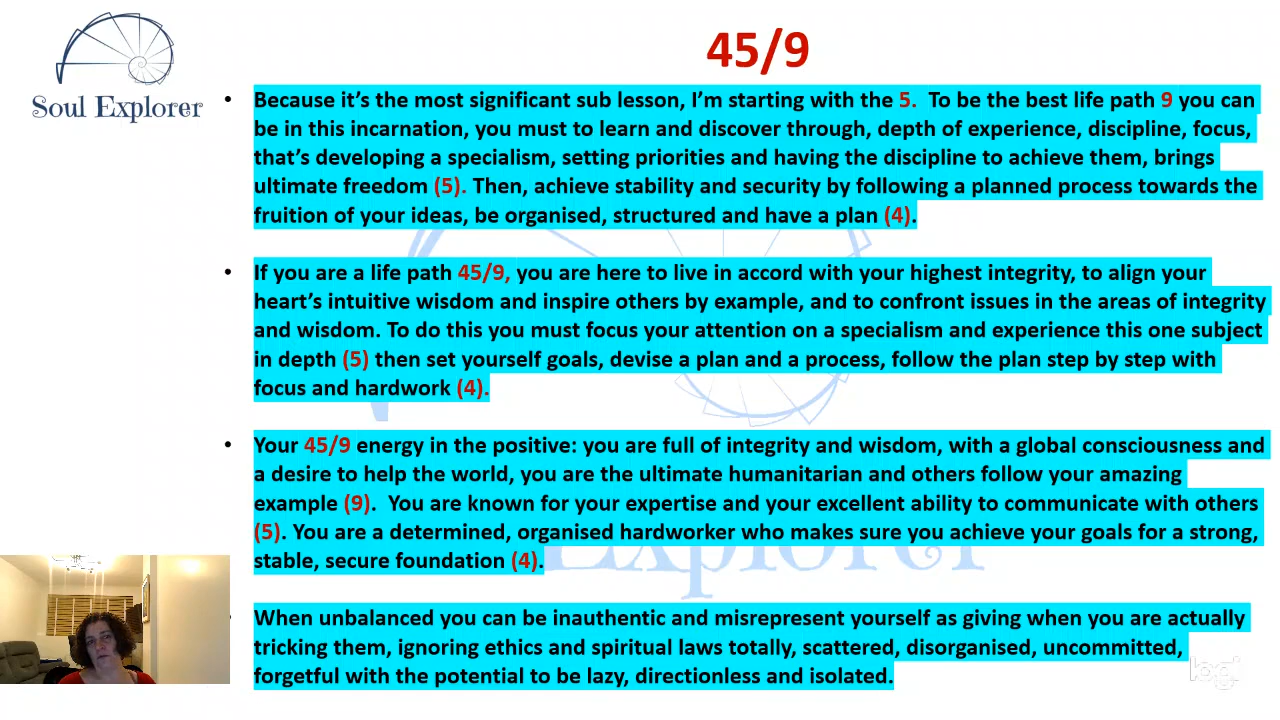 45/9
Soul Explorer
• Because it's the most significant sub lesson, I'm starting with the 5. To be the best life path 9 you can
be in this incarnation, you must to learn and discover through, depth of experience, discipline, focus,
that's developing a specialism, setting priorities and having the discipline to achieve them, brings
ultimate freedom (5). Then, achieve stability and security by following a planned process towards the
fruition of your ideas, be organised, structured and have a plan (4).
• If you are a life path 45/9, you are here to live in accord with your highest integrity, to align your
heart's intuitive wisdom and inspire others by example, and to confront issues in the areas of integrity
and wisdom. To do this you must focus your attention on a specialism and experience this one subject
in depth (5) then set yourself goals, devise a plan and a process, follow the plan step by step with
focus and hardwork (4).
• Your 45/9 energy in the positive: you are full of integrity and wisdom, with a global consciousness and
a desire to help the world, you are the ultimate humanitarian and others follow your amazing
example (9). You are known for your expertise and your excellent ability to communicate with others
(5). You are a determined, organised hardworker who makes sure you achieve your goals for a strong,
stable, secure foundation (4).
Explorer
When unbalanced you can be inauthentic and misrepresent yourself as giving when you are actually
tricking them, ignoring ethics and spiritual laws totally, scattered, disorganised, uncommitted,
forgetful with the potential to be lazy, directionless and isolated.
logi